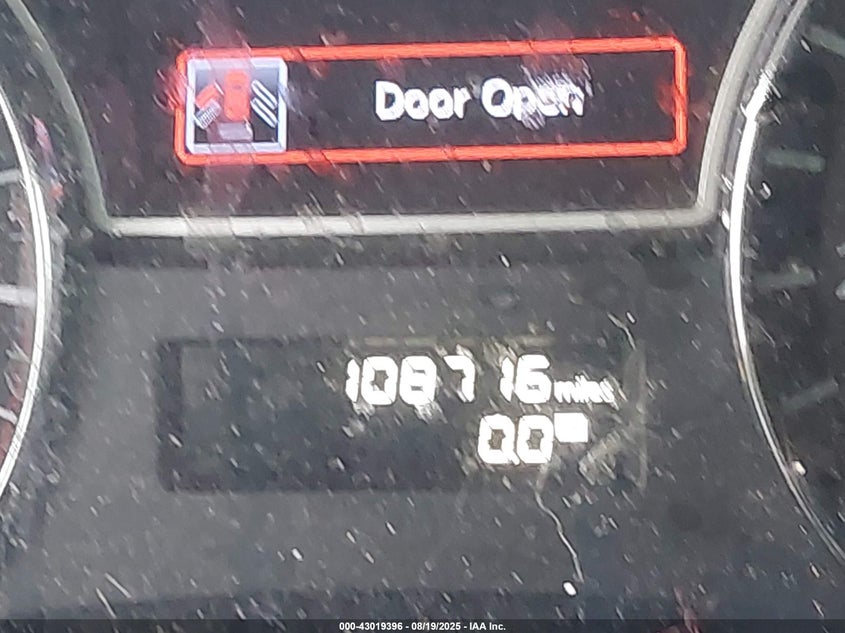 Door Open
108716 miles
0.0
000-43019396 - 08/19/2025 - IAA Inc.